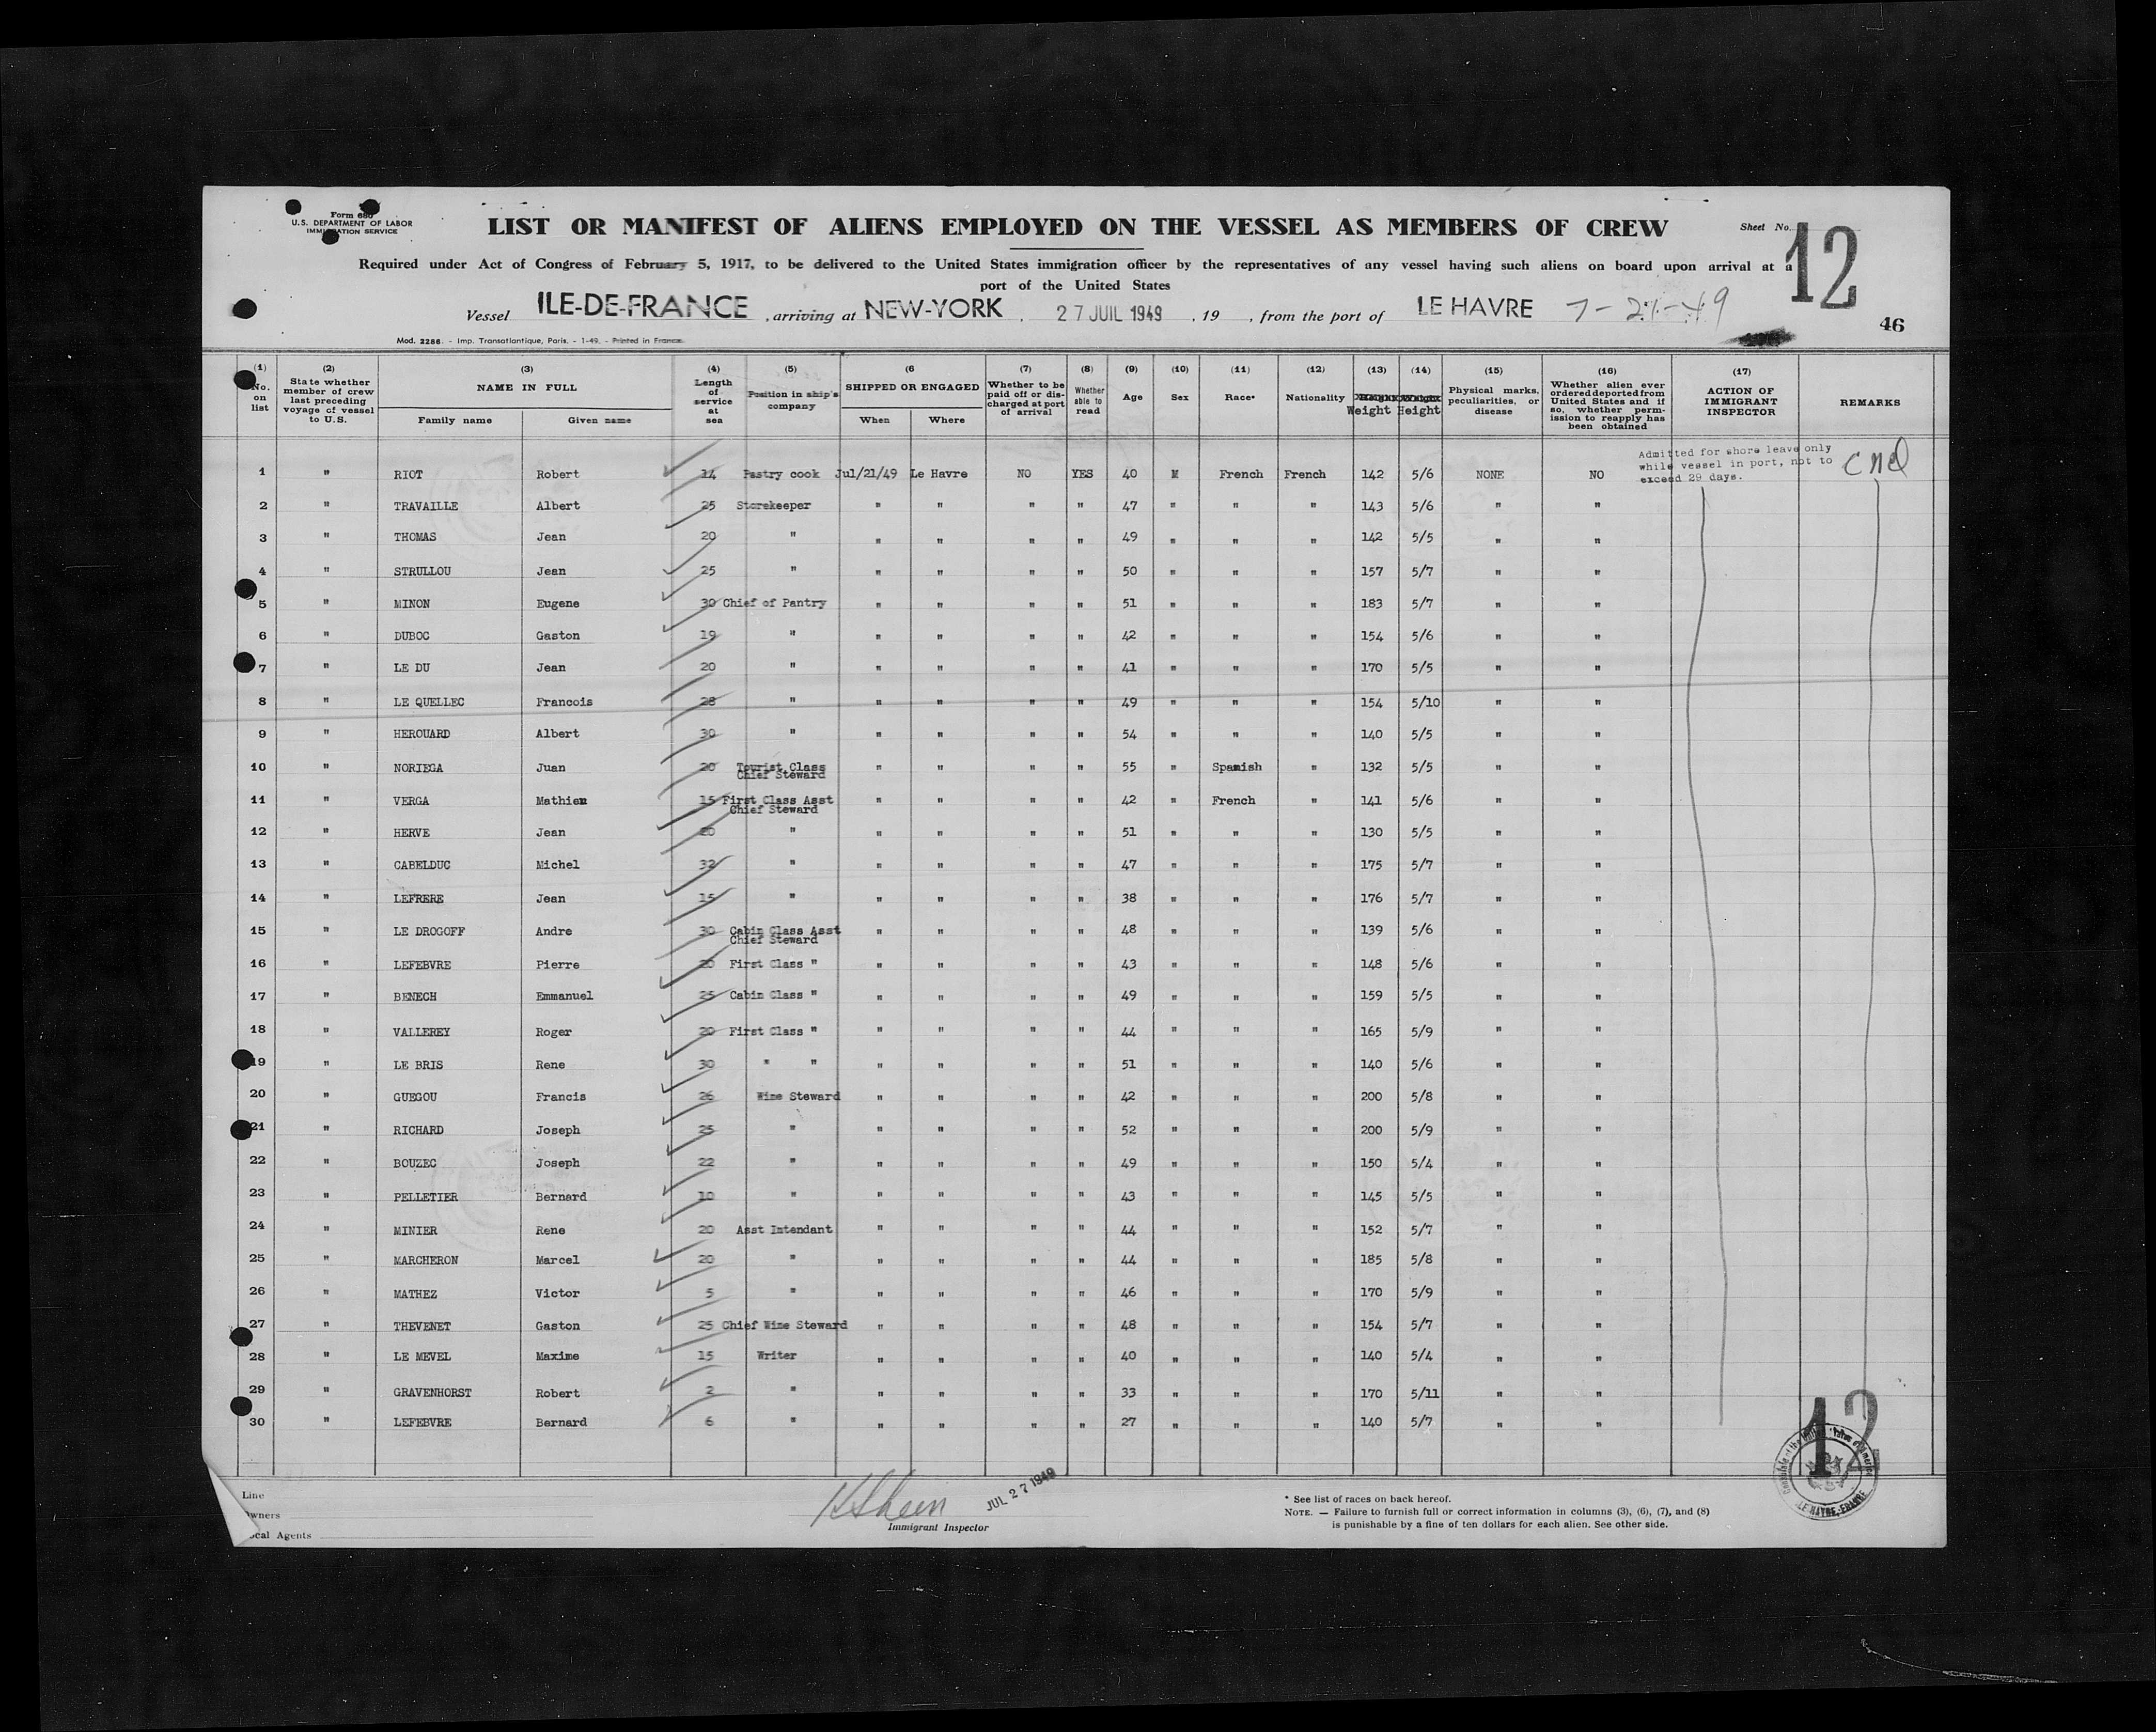 Form 680
U.S. DEPARTMENT OF LABOR
IMMIGRATION SERVICE
LIST OR MANIFEST OF ALIENS EMPLOYED ON THE VESSEL AS MEMBERS OF CREW
Sheet No. 12
Required under Act of Congress of February 5, 1917, to be delivered to the United States immigration officer by the representatives of any vessel having such aliens on board upon arrival at a
port of the United States
Vessel ILE-DE-FRANCE , arriving at NEW-YORK , 27 JUIL 1949 , 19 , from the port of LE HAVRE 7-21-49
46
Mod. 2286. - Imp. Transatlantique, Paris. - 1-49. - Printed in France.
(1) No. on list (2) State whether member of crew last preceding voyage of vessel to U.S. (3) NAME IN FULL Family name Given name (4) Length of service at sea (5) Position in ship's company (6 SHIPPED OR ENGAGED When Where (7) Whether to be paid off or discharged at port of arrival (8) Whether able to read (9) Age (10) Sex (11) Race* (12) Nationality (13) Weight (14) Height (15) Physical marks, peculiarities, or disease (16) Whether alien ever ordered deported from United States and if so, whether permission to reapply has been obtained (17) ACTION OF IMMIGRANT INSPECTOR REMARKS
Admitted for shore leave only
while vessel in port, not to
exceed 29 days.
1 " RIOT Robert 14 Pastry cook Jul/21/49 Le Havre NO YES 40 M French French 142 5/6 NONE NO
2 " TRAVAILLE Albert 25 Storekeeper " " " " 47 " " " 143 5/6 " "
3 " THOMAS Jean 20 " " " " " 49 " " " 142 5/5 " "
4 " STRULLOU Jean 25 " " " " " 50 " " " 157 5/7 " "
5 " MINON Eugene 30 Chief of Pantry " " " " 51 " " " 183 5/7 " "
6 " DUBOC Gaston 19 " " " " " 42 " " " 154 5/6 " "
7 " LE DU Jean 20 " " " " " 41 " " " 170 5/5 " "
8 " LE QUELLEC Francois 28 " " " " " 49 " " " 154 5/10 " "
9 " HEROUARD Albert 30 " " " " " 54 " " " 140 5/5 " "
10 " NORIEGA Juan 20 Tourist Class Chief Steward " " " " 55 " Spanish " 132 5/5 " "
11 " VERGA Mathieu 15 First Class Asst Chief Steward " " " " 42 " French " 141 5/6 " "
12 " HERVE Jean 20 " " " " " 51 " " " 130 5/5 " "
13 " CABELDUC Michel 32 " " " " " 47 " " " 175 5/7 " "
14 " LEFRERE Jean 15 " " " " " 38 " " " 176 5/7 " "
15 " LE DROGOFF Andre 30 Cabin Class Asst Chief Steward " " " " 48 " " " 139 5/6 " "
16 " LEFEBVRE Pierre 20 First Class " " " " " 43 " " " 148 5/6 " "
17 " BENECH Emmanuel 25 Cabin Class " " " " " 49 " " " 159 5/5 " "
18 " VALLEREY Roger 20 First Class " " " " " 44 " " " 165 5/9 " "
19 " LE BRIS Rene 30 " " " " " " 51 " " " 140 5/6 " "
20 " GUEGOU Francis 26 Wine Steward " " " " 42 " " " 200 5/8 " "
21 " RICHARD Joseph 25 " " " " " 52 " " " 200 5/9 " "
22 " BOUZEC Joseph 22 " " " " " 49 " " " 150 5/4 " "
23 " PELLETIER Bernard 10 " " " " " 43 " " " 145 5/5 " "
24 " MINIER Rene 20 Asst Intendant " " " " 44 " " " 152 5/7 " "
25 " MARCHERON Marcel 20 " " " " " 44 " " " 185 5/8 " "
26 " MATHEZ Victor 5 " " " " " 46 " " " 170 5/9 " "
27 " THEVENET Gaston 25 Chief Wine Steward " " " " 48 " " " 154 5/7 " "
28 " LE MEVEL Maxime 15 Writer " " " " 40 " " " 140 5/4 " "
29 " GRAVENHORST Robert 2 " " " " " 33 " " " 170 5/11 " "
30 " LEFEBVRE Bernard 6 " " " " " 27 " " " 140 5/7 " "
12
Consulate of the United States of America
LE HAVRE, FRANCE
Line
Owners
Local Agents
JUL 27 1949
Immigrant Inspector
* See list of races on back hereof.
NOTE. — Failure to furnish full or correct information in columns (3), (6), (7), and (8)
is punishable by a fine of ten dollars for each alien. See other side.